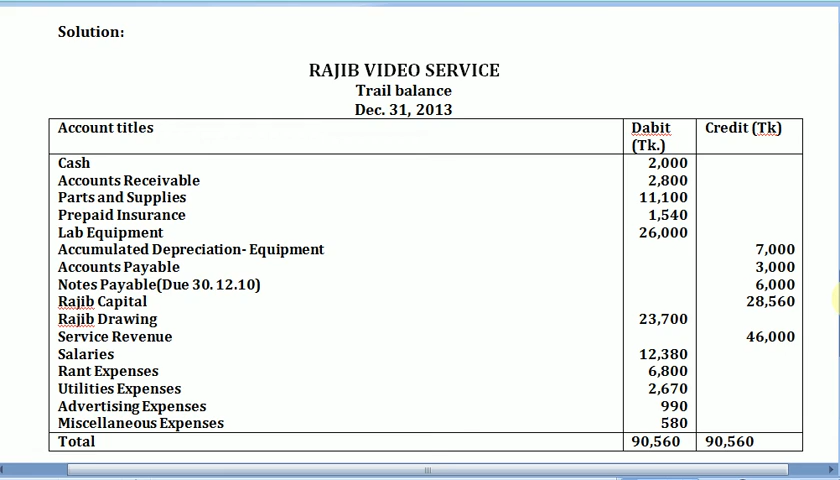 Solution:
RAJIB VIDEO SERVICE
Trail balance
Dec. 31, 2013
Account titles Dabit (Tk.) Credit (Tk)
Cash 2,000
Accounts Receivable 2,800
Parts and Supplies 11,100
Prepaid Insurance 1,540
Lab Equipment 26,000
Accumulated Depreciation- Equipment 7,000
Accounts Payable 3,000
Notes Payable(Due 30. 12.10) 6,000
Rajib Capital 28,560
Rajib Drawing 23,700
Service Revenue 46,000
Salaries 12,380
Rant Expenses 6,800
Utilities Expenses 2,670
Advertising Expenses 990
Miscellaneous Expenses 580
Total 90,560 90,560